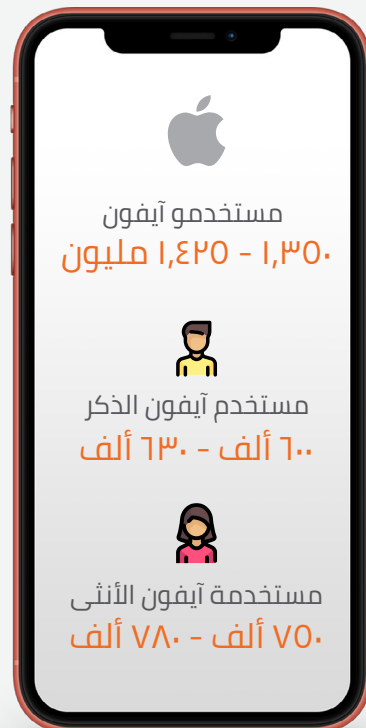 مستخدمو آيفون
١,٣٥٠ - ١,٤٢٥ مليون
مستخدم آيفون الذكر
٦٠٠ ألف - ٦٣٠ ألف
مستخدمة آيفون الأنثى
٧٥٠ ألف - ٧٨٠ ألف